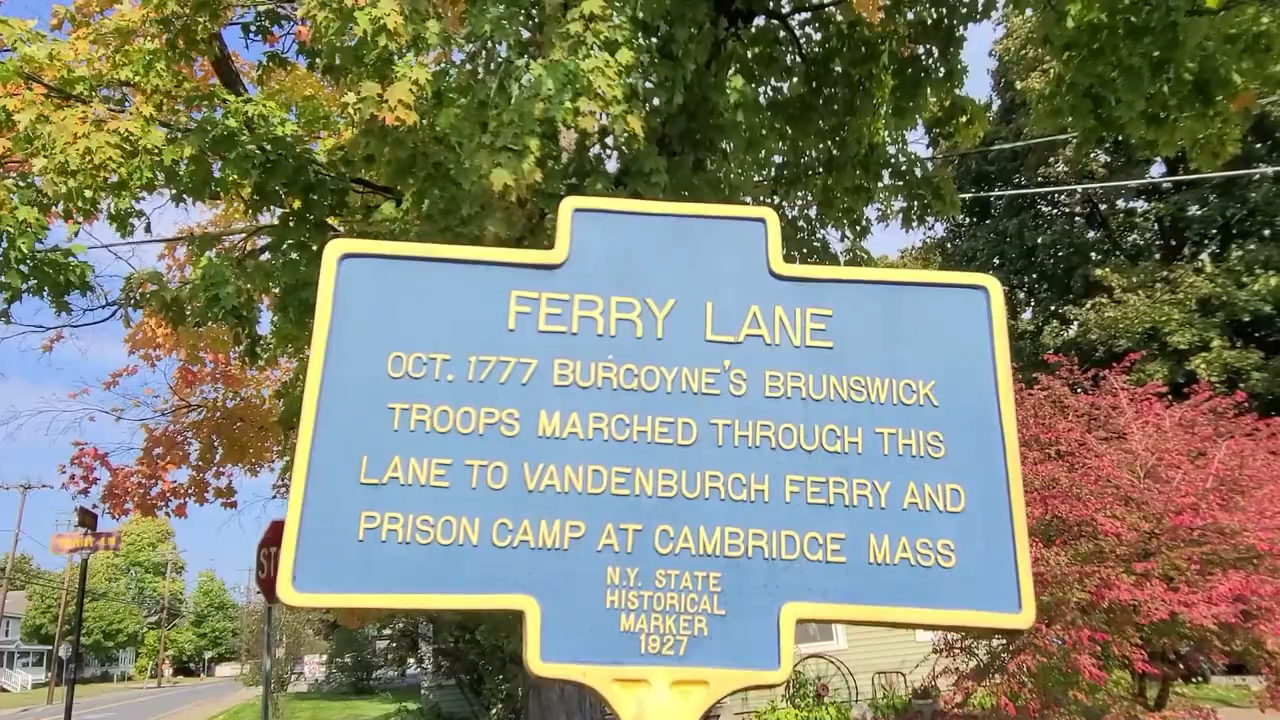 FERRY LANE
OCT. 1777 BURGOYNE'S BRUNSWICK
TROOPS MARCHED THROUGH THIS
LANE TO VANDENBURGH FERRY AND
PRISON CAMP AT CAMBRIDGE MASS
N.Y. STATE
HISTORICAL
MARKER
1927
ST